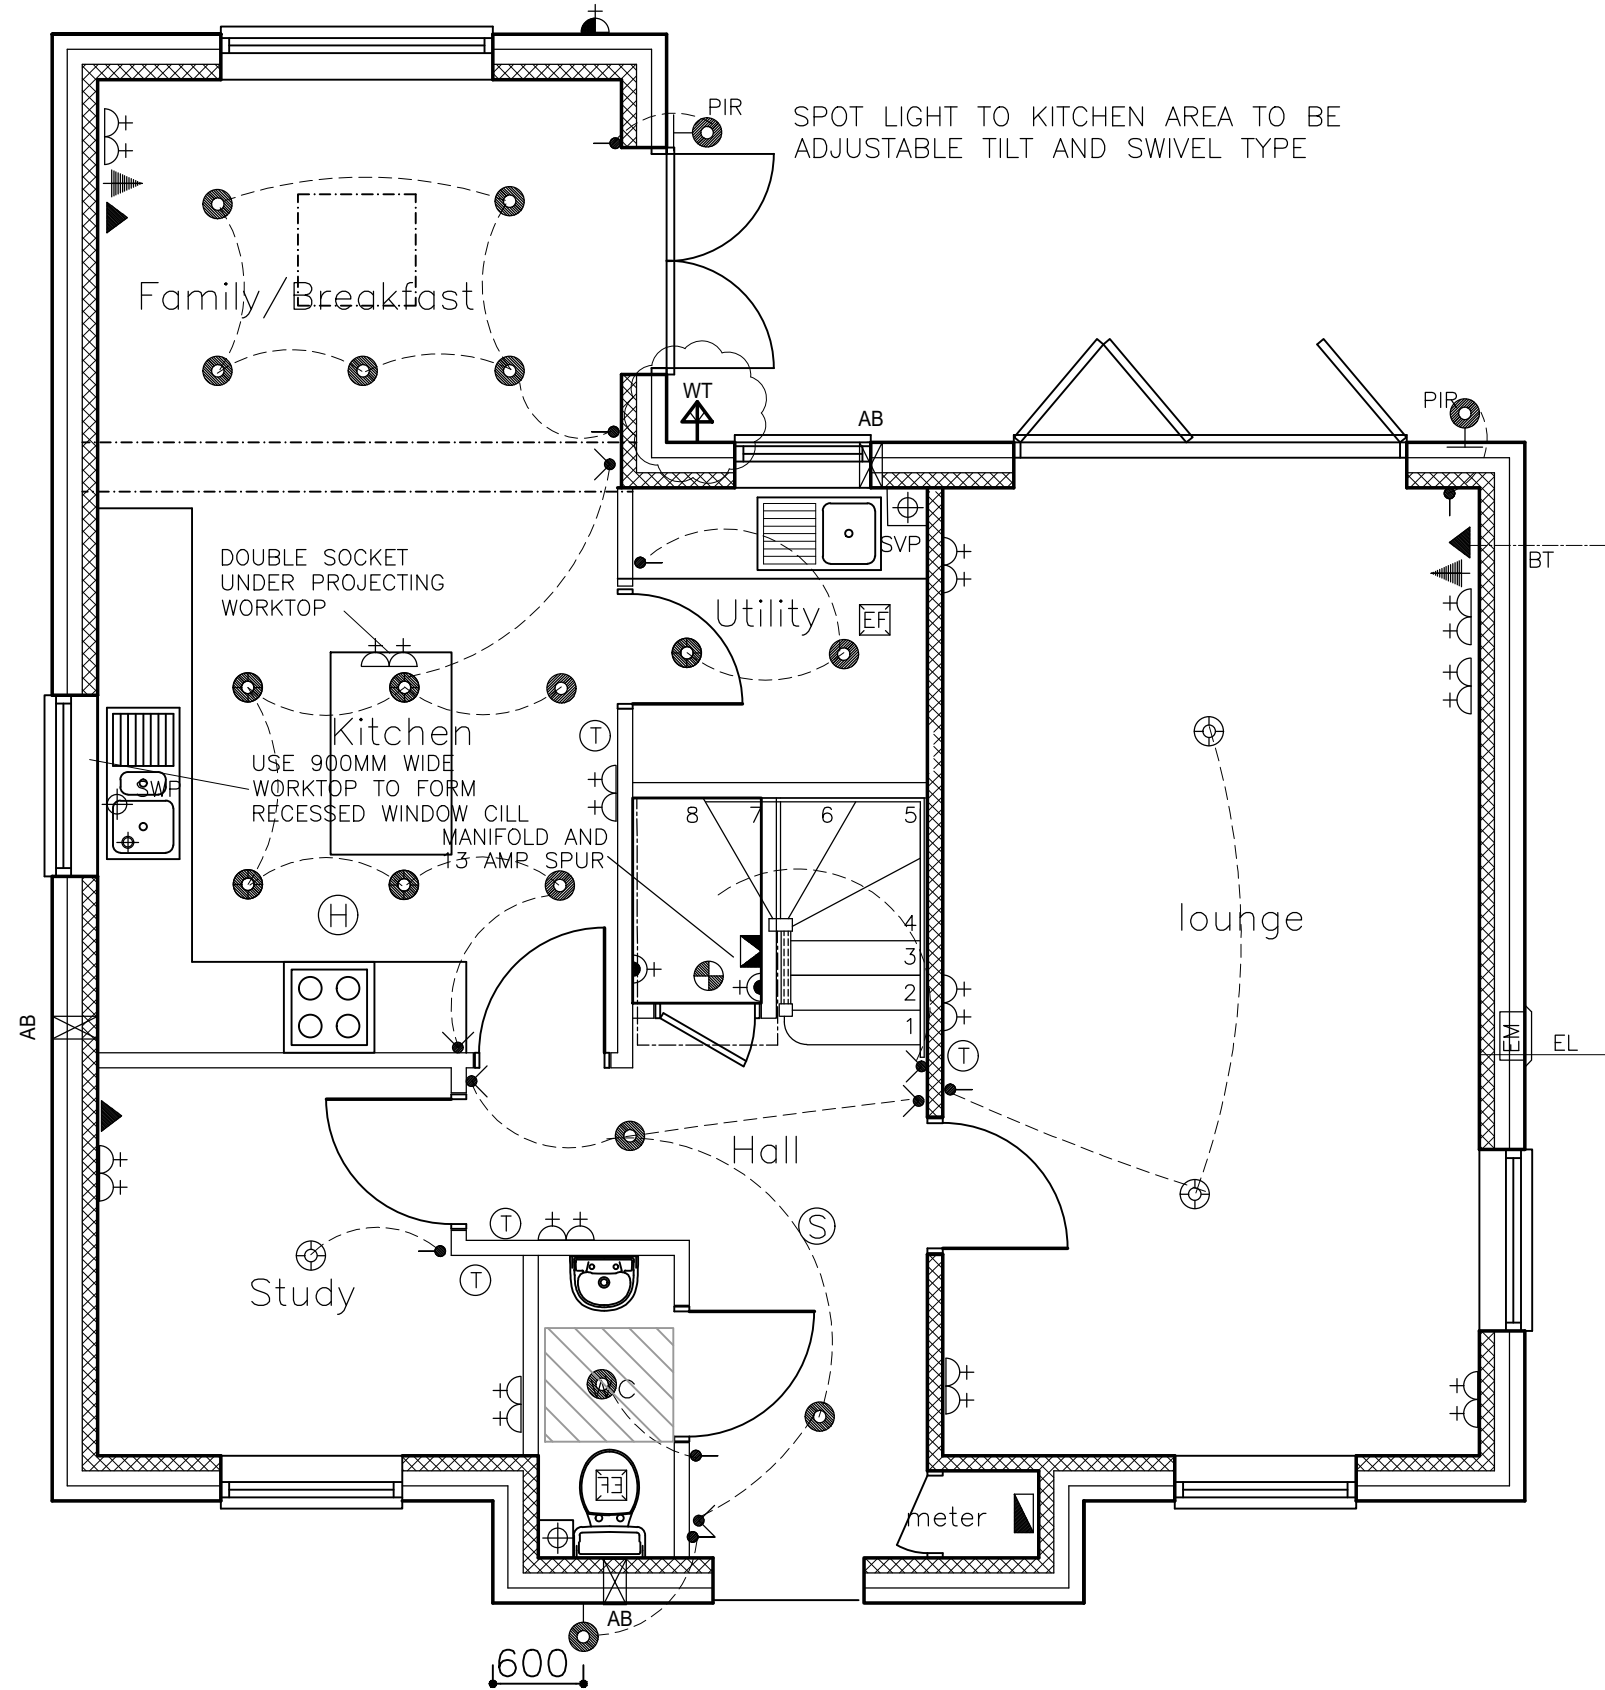 PIR
SPOT LIGHT TO KITCHEN AREA TO BE
ADJUSTABLE TILT AND SWIVEL TYPE
Family/Breakfast
WT
AB
PIR
DOUBLE SOCKET
UNDER PROJECTING
WORKTOP
SVP
BT
Utility
EF
Kitchen
T
USE 900MM WIDE
WORKTOP TO FORM
RECESSED WINDOW CILL
SWP
MANIFOLD AND
13 AMP SPUR
8
7
6
5
4
3
2
1
H
lounge
AB
T
EM
EL
Hall
S
T
T
Study
WC
EF
meter
AB
600